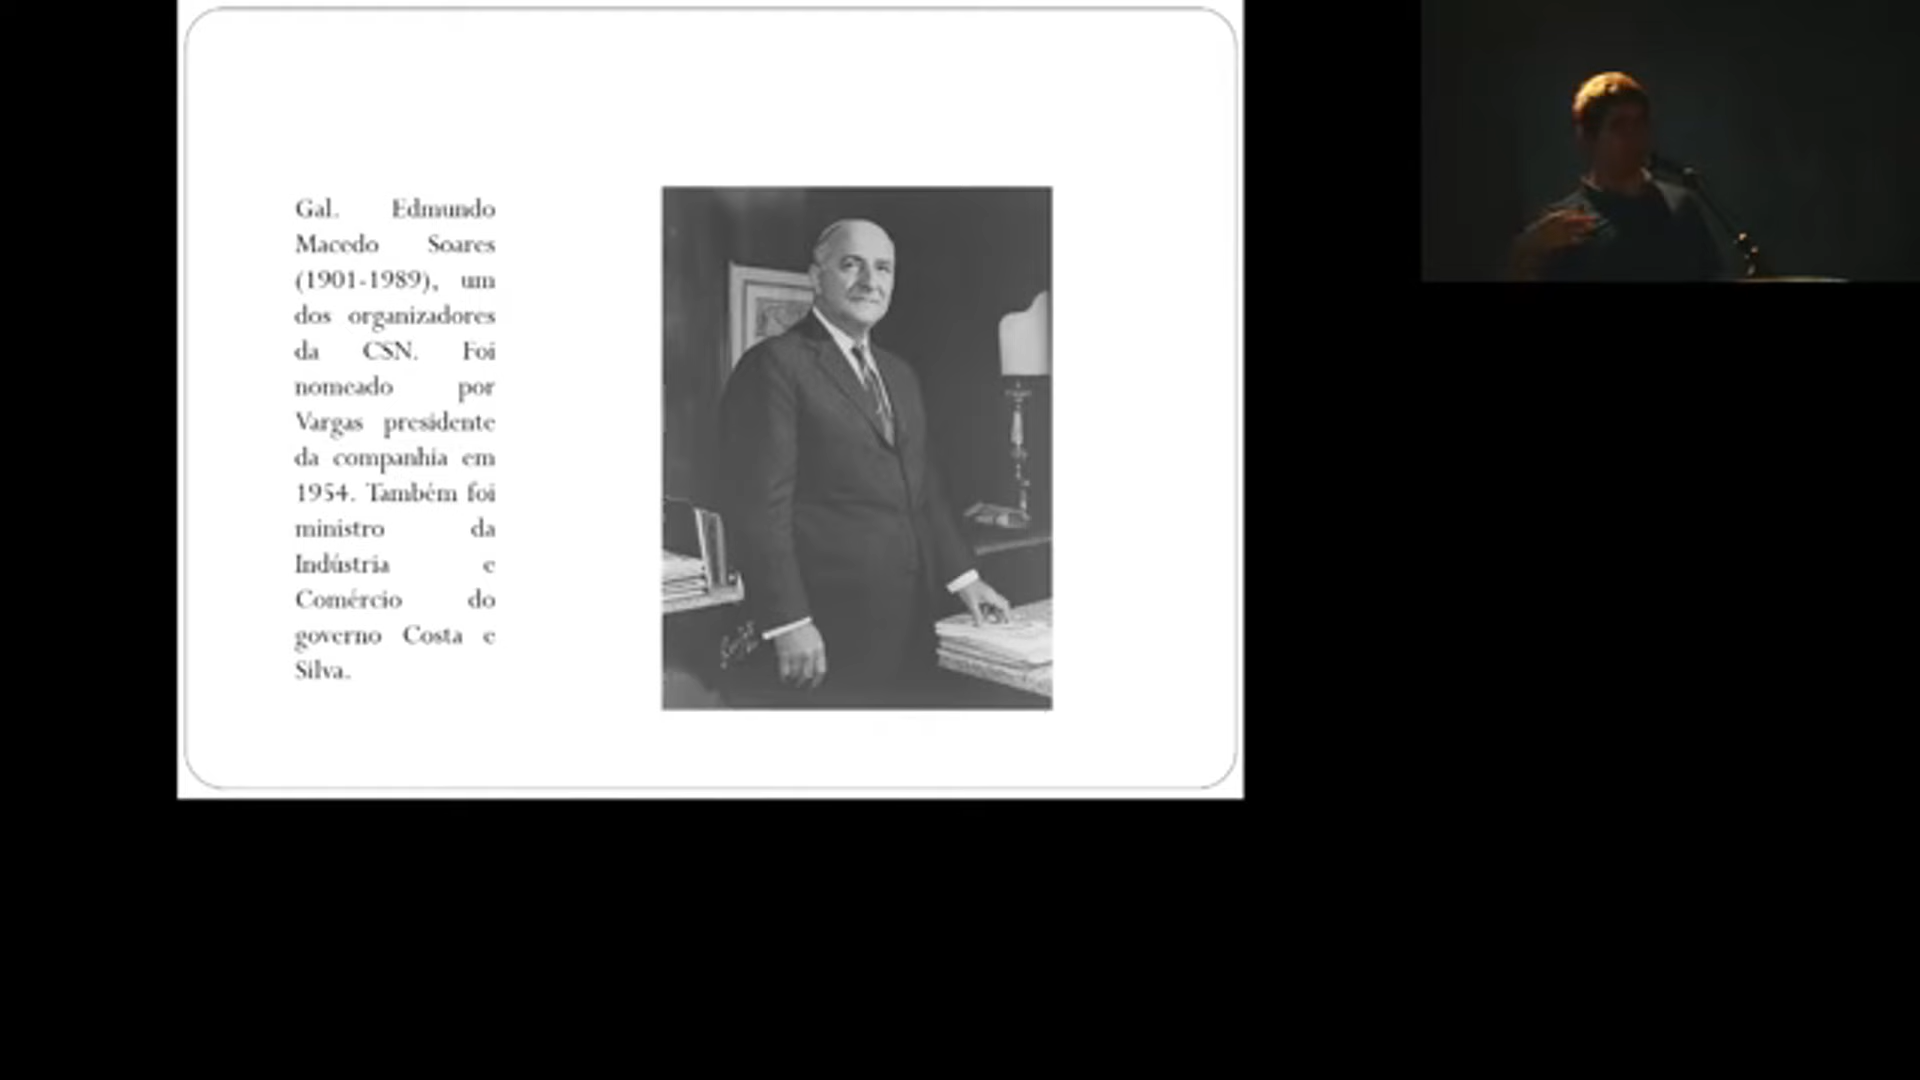 Gal. Edmundo
Macedo Soares
(1901-1989), um
dos organizadores
da CSN. Foi
nomeado por
Vargas presidente
da companhia em
1954. Também foi
ministro da
Indústria e
Comércio do
governo Costa e
Silva.